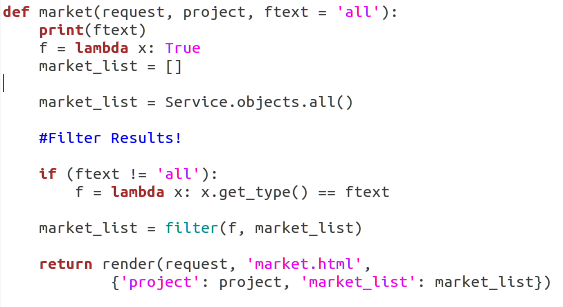 def market(request, project, ftext = 'all'):
    print(ftext)
    f = lambda x: True
    market_list = []

    market_list = Service.objects.all()

    #Filter Results!

    if (ftext != 'all'):
        f = lambda x: x.get_type() == ftext

    market_list = filter(f, market_list)

    return render(request, 'market.html',
            {'project': project, 'market_list': market_list})